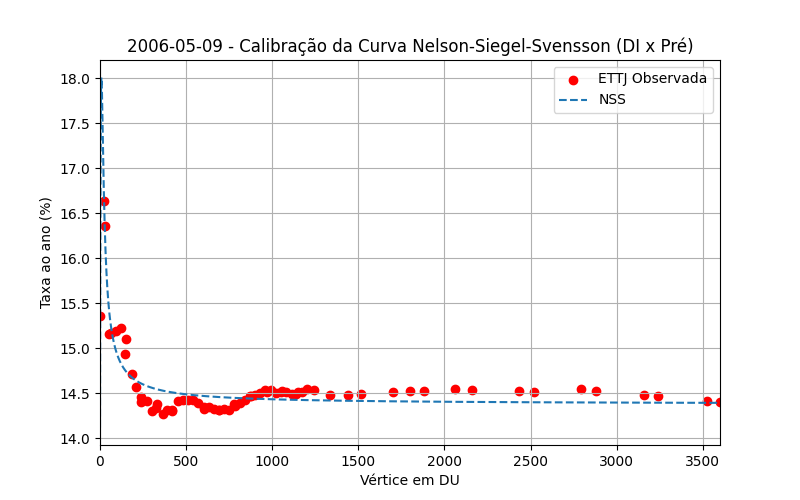 2006-05-09 - Calibração da Curva Nelson-Siegel-Svensson (DI x Pré)
ETTJ Observada
NSS
Taxa ao ano (%)
18.0
17.5
17.0
16.5
16.0
15.5
15.0
14.5
14.0
0 500 1000 1500 2000 2500 3000 3500
Vértice em DU